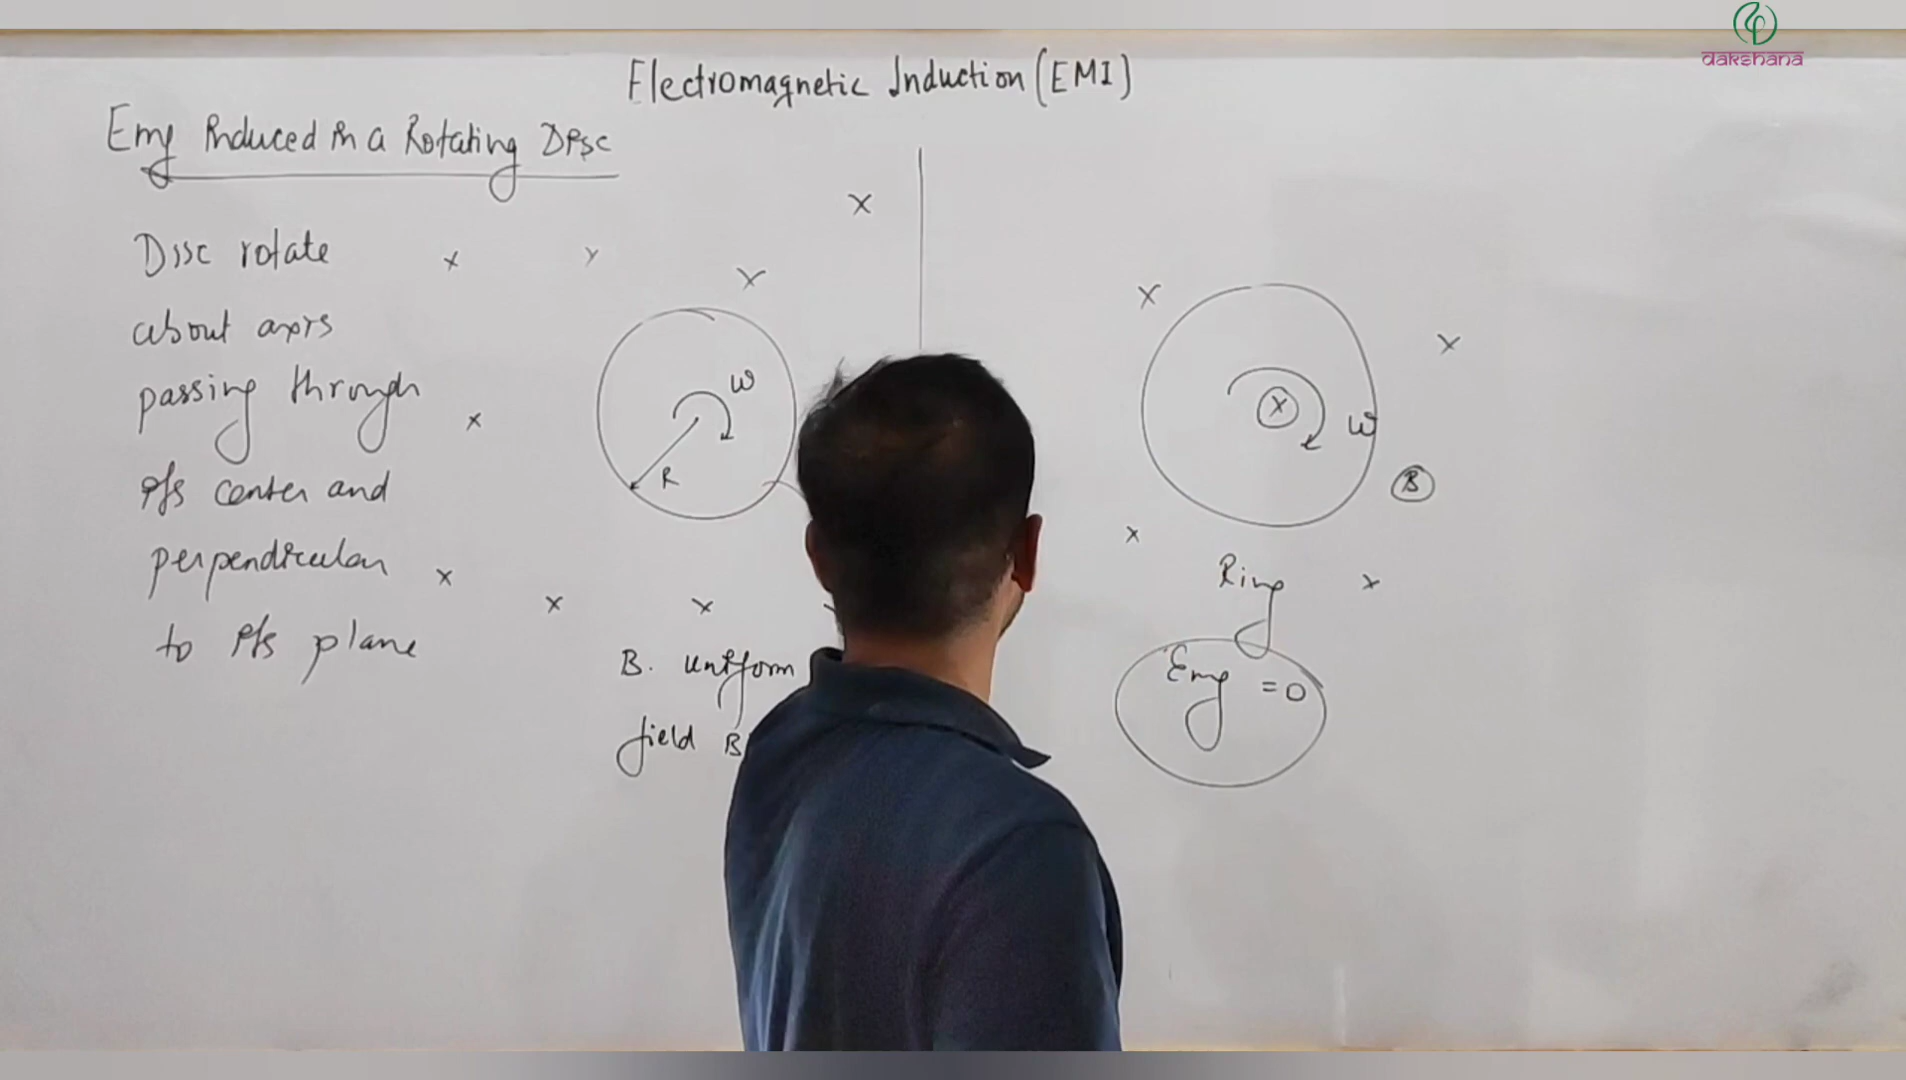 dakshana
Electromagnetic Induction (EMI)
Emf induced in a Rotating Disc
Disc rotate
about axis
passing through
its center and
perpendicular
to its plane
x x x x
x
x x x
ω
R
B. uniform
field B
x
x
x
ω
B
x
x
Ring
Emf = 0